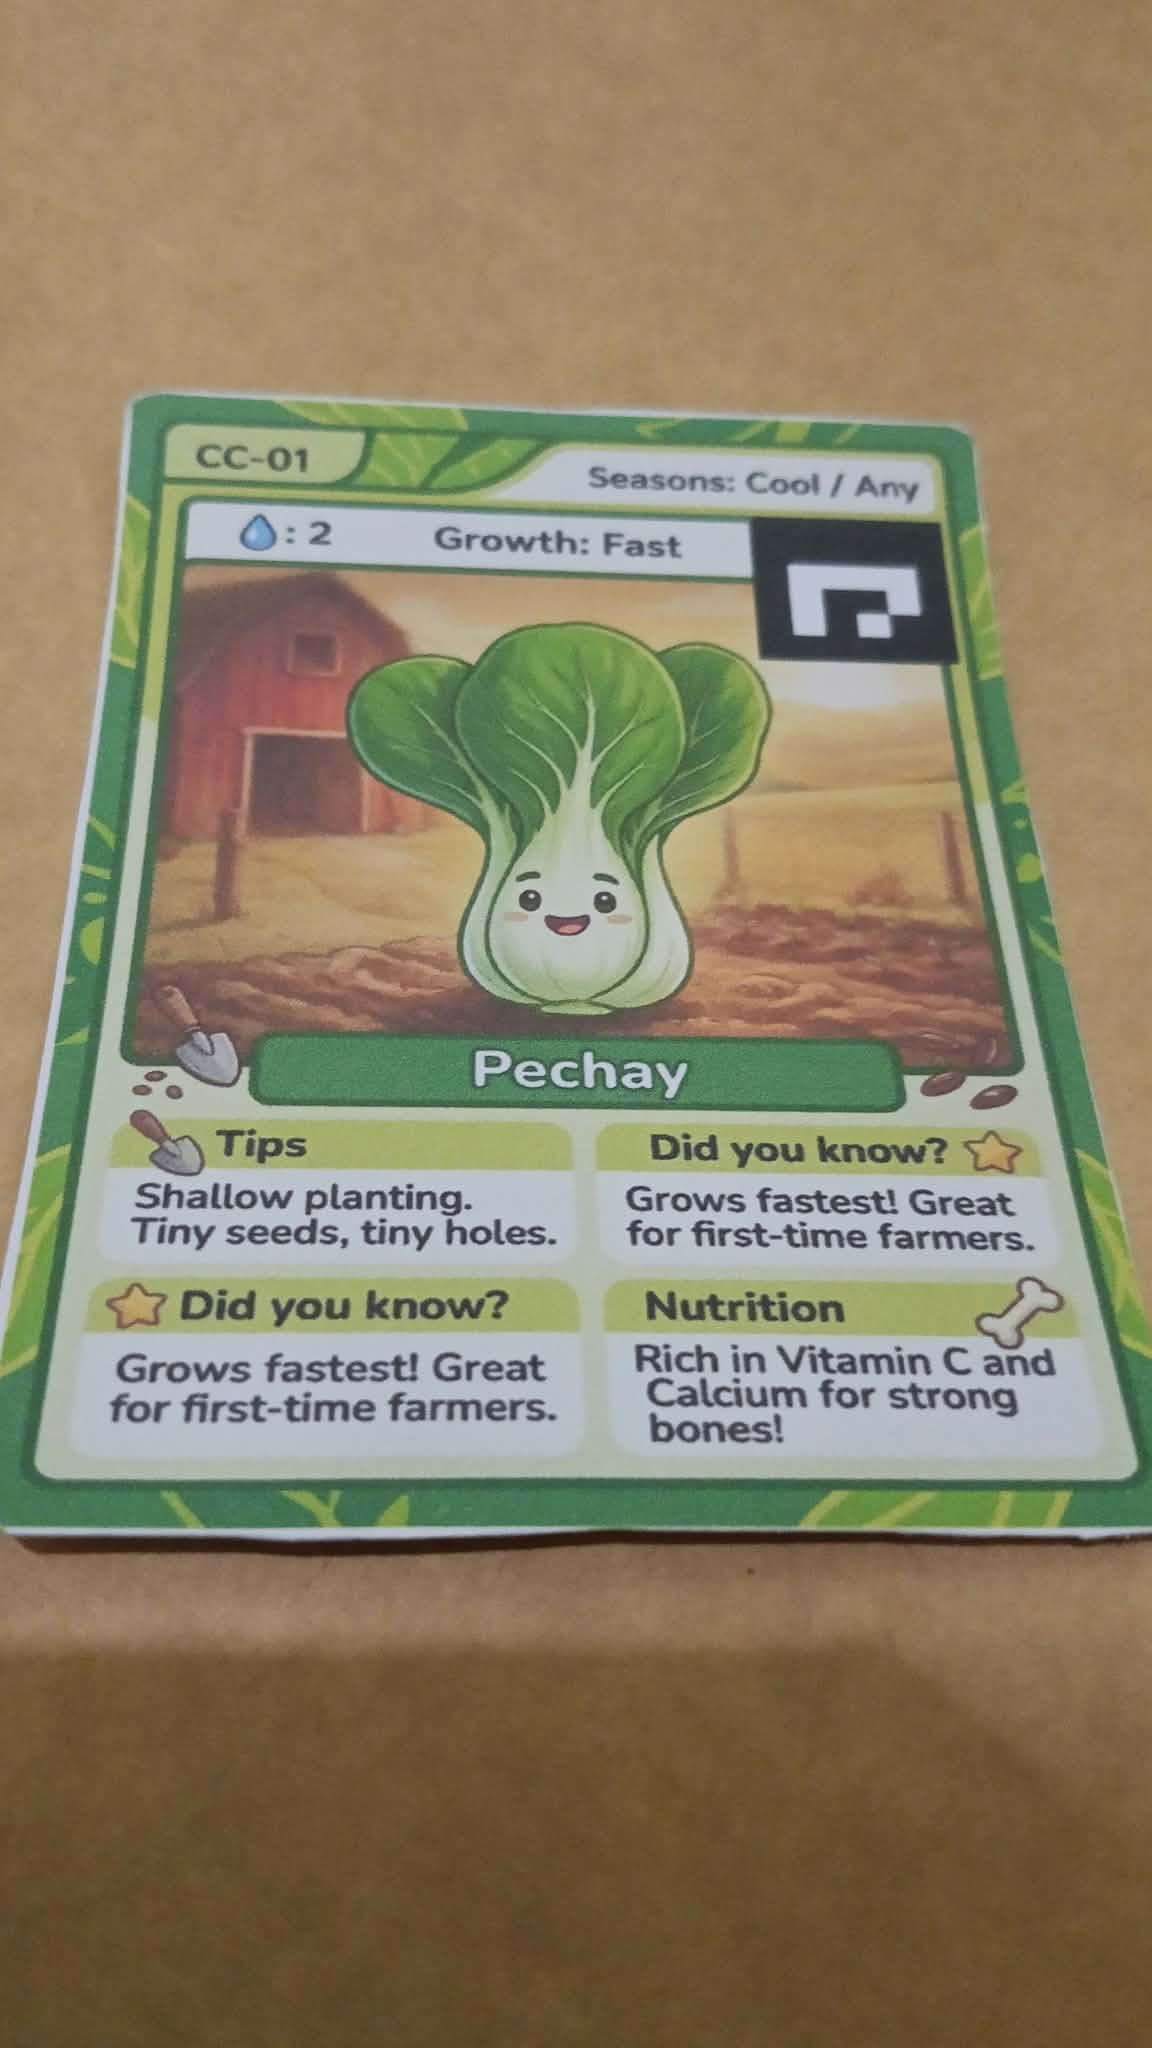 CC-01
Seasons: Cool / Any
: 2
Growth: Fast
Pechay
Tips
Shallow planting.
Tiny seeds, tiny holes.
Did you know?
Grows fastest! Great
for first-time farmers.
Did you know?
Grows fastest! Great
for first-time farmers.
Nutrition
Rich in Vitamin C and
Calcium for strong
bones!